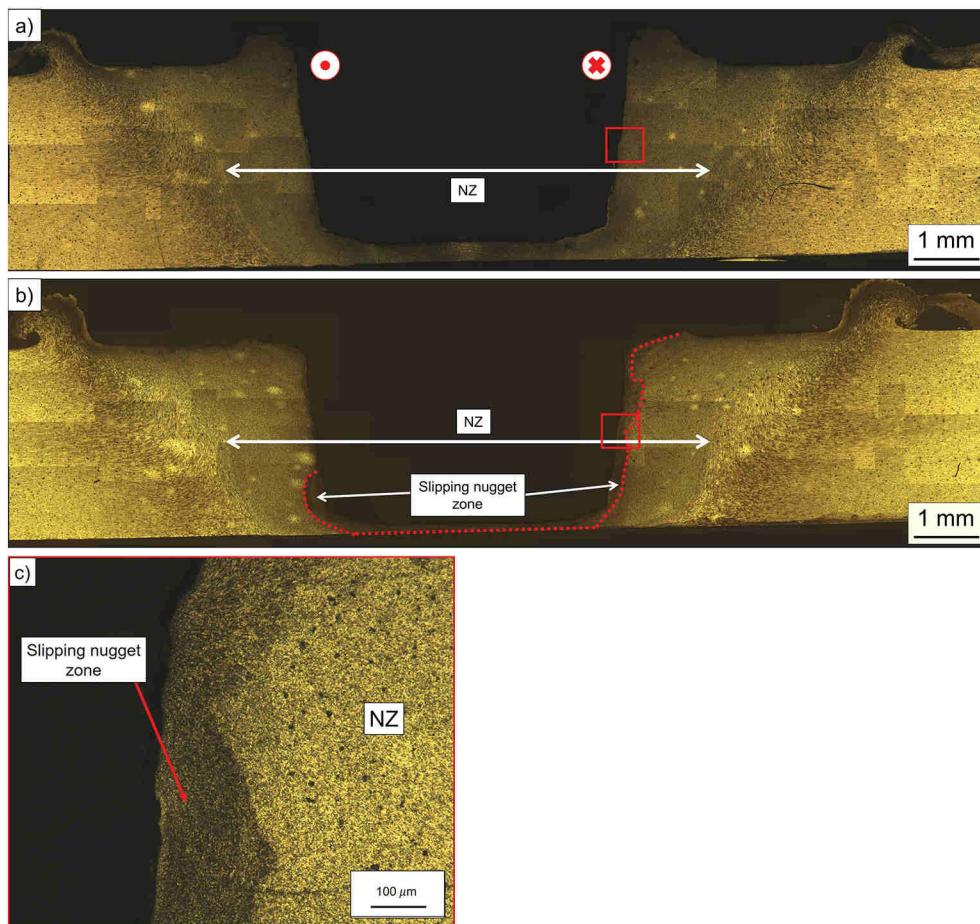 a)
NZ
1 mm
b)
NZ
Slipping nugget
zone
1 mm
c)
Slipping nugget
zone
NZ
100 μm